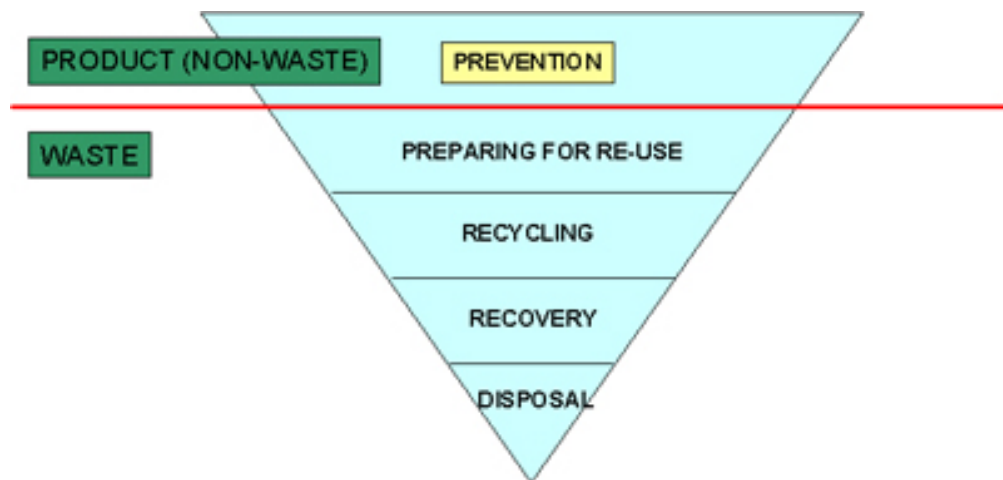 PRODUCT (NON-WASTE)
PREVENTION
WASTE
PREPARING FOR RE-USE
RECYCLING
RECOVERY
DISPOSAL